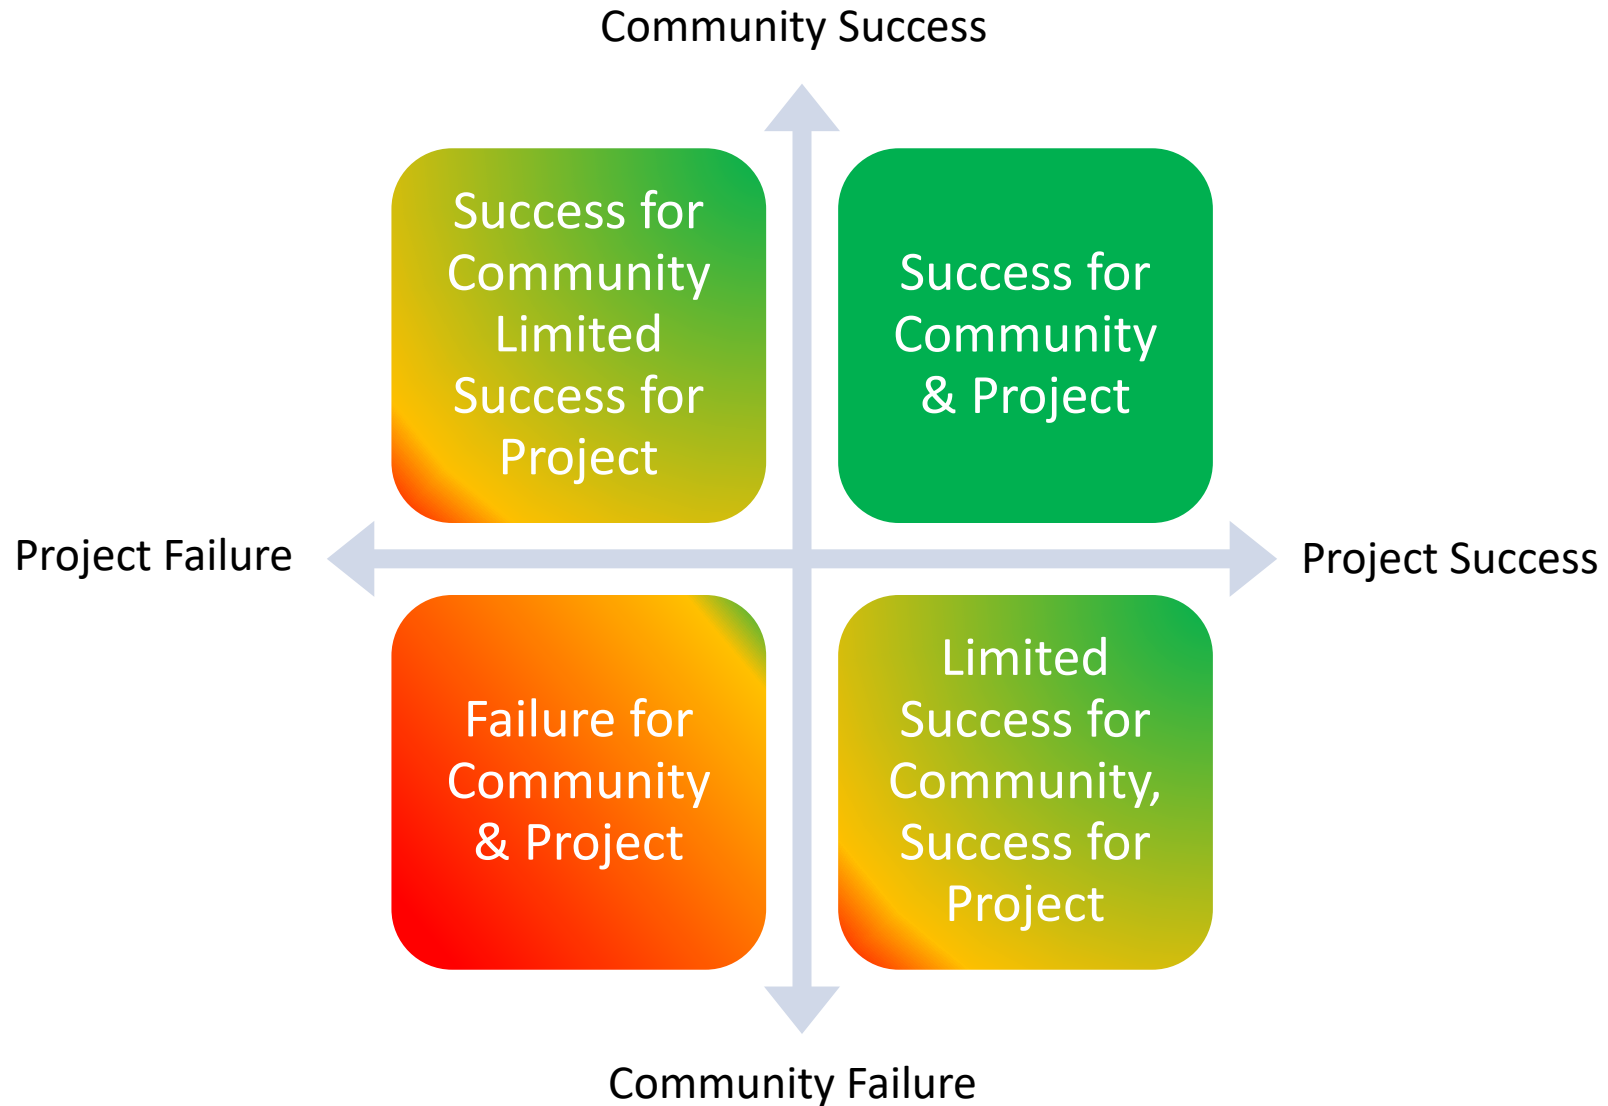 Community Success
Success for
Community
Limited
Success for
Project
Success for
Community
& Project
Project Failure
Project Success
Failure for
Community
& Project
Limited
Success for
Community,
Success for
Project
Community Failure